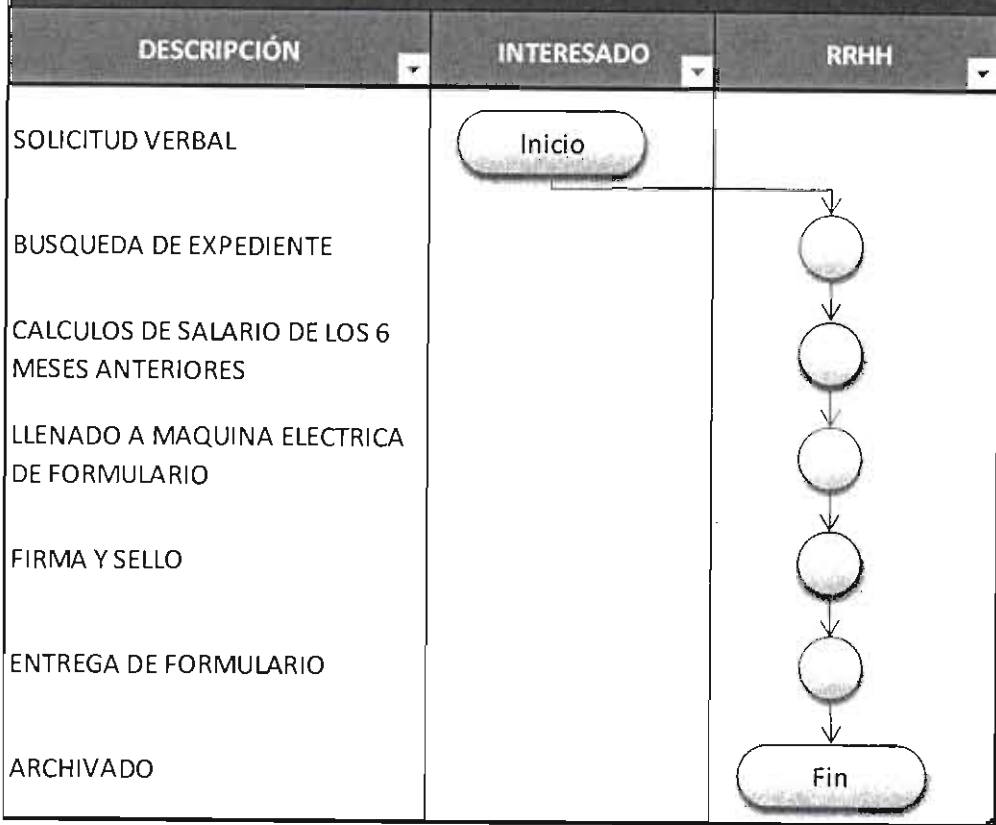 DESCRIPCIÓN INTERESADO RRHH
SOLICITUD VERBAL Inicio
BUSQUEDA DE EXPEDIENTE
CALCULOS DE SALARIO DE LOS 6
MESES ANTERIORES
LLENADO A MAQUINA ELECTRICA
DE FORMULARIO
FIRMA Y SELLO
ENTREGA DE FORMULARIO
ARCHIVADO Fin